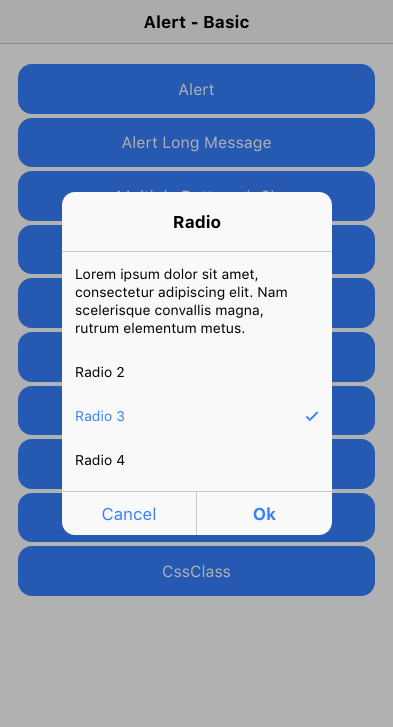 Alert - Basic
Alert
Alert Long Message
Radio
Lorem ipsum dolor sit amet,
consectetur adipiscing elit. Nam
scelerisque convallis magna,
rutrum elementum metus.
Radio 2
Radio 3
Radio 4
Cancel
Ok
CssClass